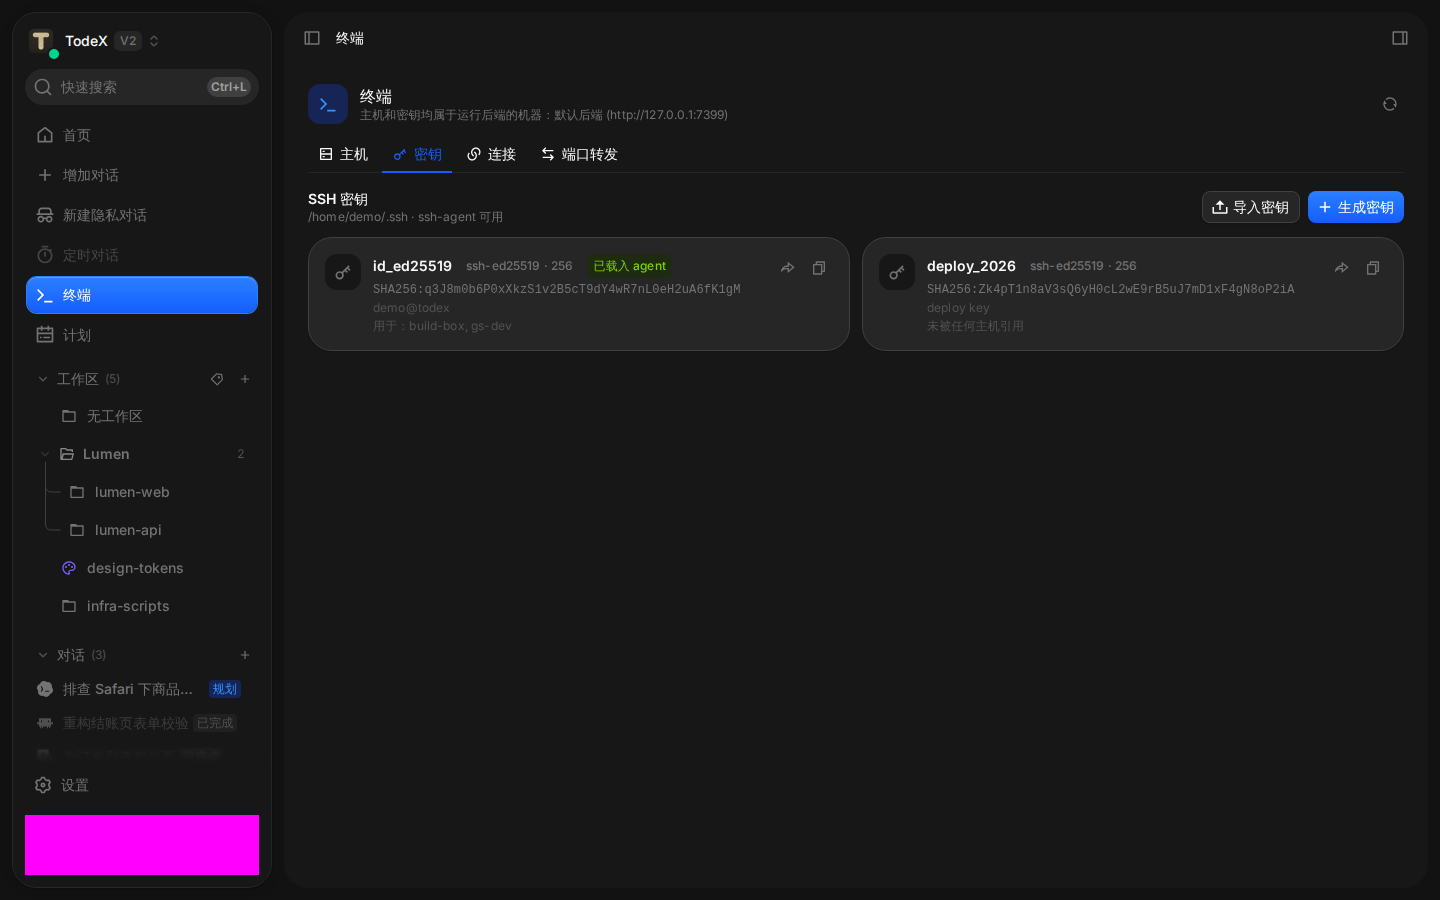 TodeX V2
快速搜索 Ctrl+L
首页
增加对话
新建隐私对话
定时对话
终端
计划
工作区 (5)
无工作区
Lumen 2
lumen-web
lumen-api
design-tokens
infra-scripts
对话 (3)
排查 Safari 下商品... 规划
重构结账页表单校验 已完成
设置
终端
终端
主机和密钥均属于运行后端的机器：默认后端 (http://127.0.0.1:7399)
主机 密钥 连接 端口转发
SSH 密钥
/home/demo/.ssh · ssh-agent 可用
导入密钥 生成密钥
id_ed25519 ssh-ed25519 · 256 已载入 agent
SHA256:q3J8m0b6P0xXkzS1v2B5cT9dY4wR7nL0eH2uA6fK1gM
demo@todex
用于：build-box, gs-dev
deploy_2026 ssh-ed25519 · 256
SHA256:Zk4pT1n8aV3sQ6yH0cL2wE9rB5uJ7mD1xF4gN8oP2iA
deploy key
未被任何主机引用